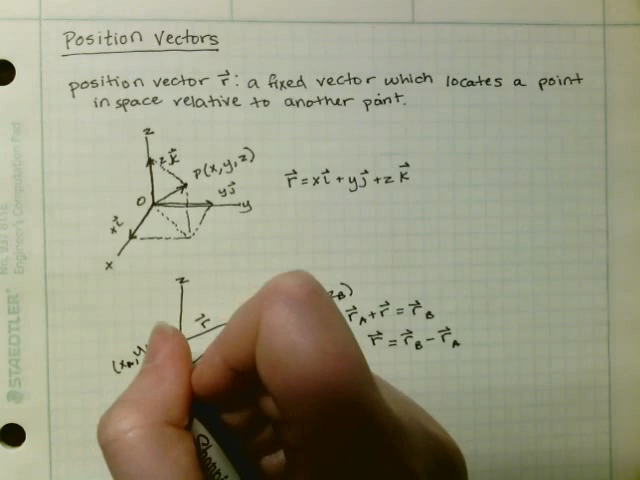 Position Vectors
position vector r⃗: a fixed vector which locates a point
in space relative to another point.
z
zk⃗
P(x,y,z)
r⃗ = xi⃗ + yj⃗ + zk⃗
yj⃗
O
y
xi⃗
x
z
r⃗
r⃗A + r⃗ = r⃗B
r⃗ = r⃗B - r⃗A
STAEDTLER
Engineer's Computation Pad